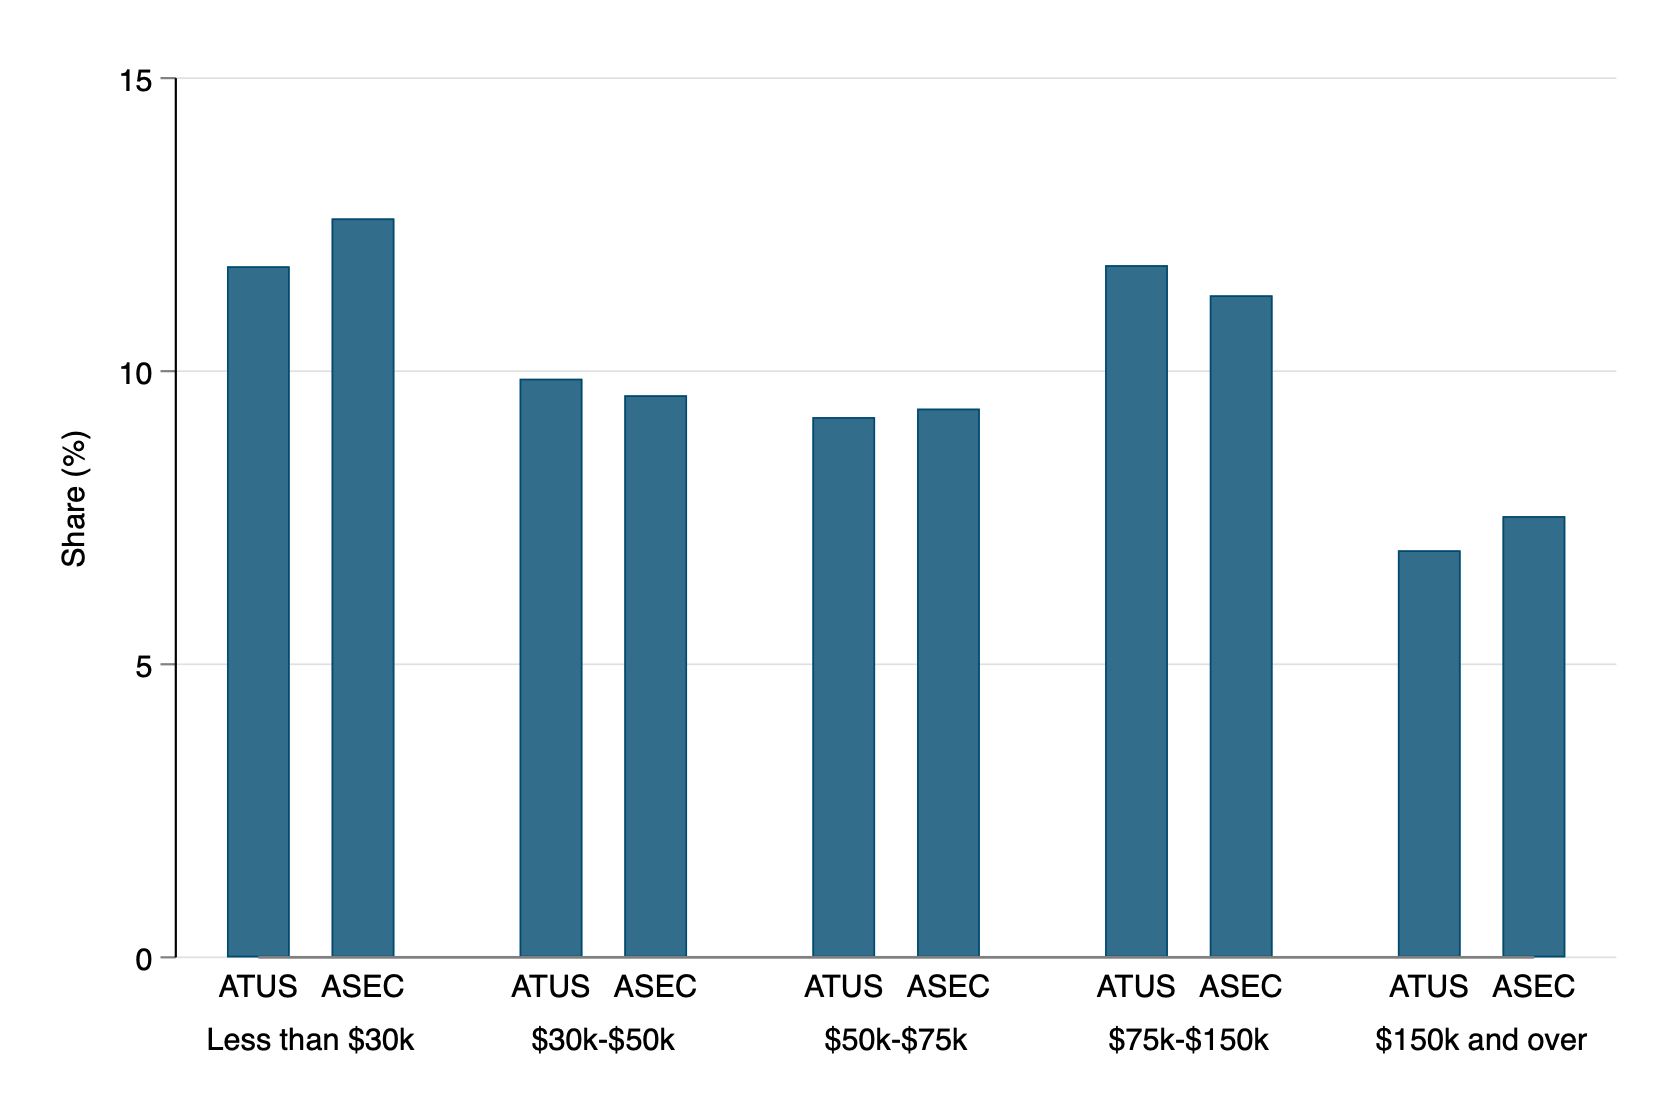 Share (%)
15
10
5
0
ATUS ASEC ATUS ASEC ATUS ASEC ATUS ASEC ATUS ASEC
Less than $30k $30k-$50k $50k-$75k $75k-$150k $150k and over